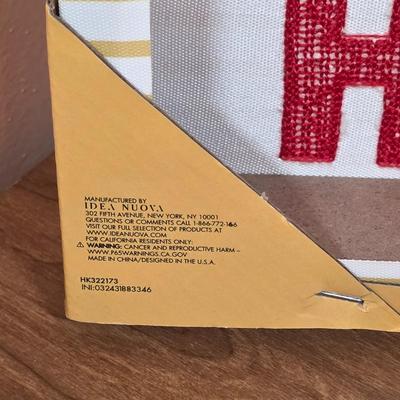 H
MANUFACTURED BY
IDEA NUOVA
302 FIFTH AVENUE, NEW YORK, NY 10001
QUESTIONS OR COMMENTS CALL 1-866-772-
VISIT OUR FULL SELECTION OF PRODUCTS AT
WWW.IDEANUOVA.COM
FOR CALIFORNIA RESIDENTS ONLY:
⚠ WARNING: CANCER AND REPRODUCTIVE HARM –
WWW.P65WARNINGS.CA.GOV
MADE IN CHINA/DESIGNED IN THE U.S.A.
HK322173
INI:032431883346